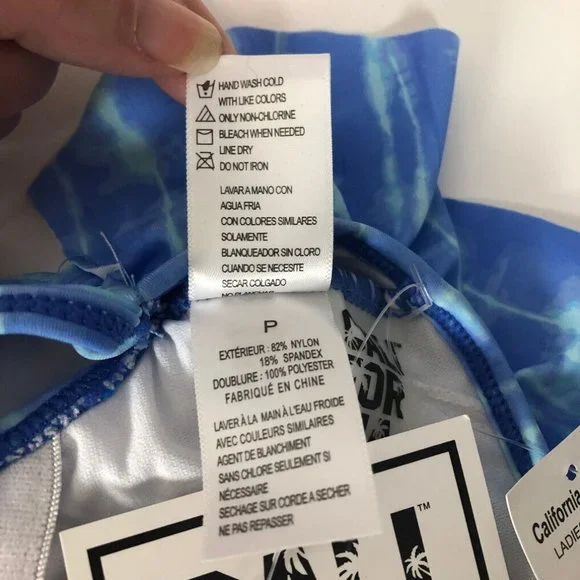 HAND WASH COLD
WITH LIKE COLORS
ONLY NON-CHLORINE
BLEACH WHEN NEEDED
LINE DRY
DO NOT IRON
LAVAR A MANO CON
AGUA FRIA
CON COLORES SIMILARES
SOLAMENTE
BLANQUEADOR SIN CLORO
CUANDO SE NECESITE
SECAR COLGADO
P
EXTÉRIEUR : 82% NYLON
18% SPANDEX
DOUBLURE : 100% POLYESTER
FABRIQUÉ EN CHINE
LAVER À LA MAIN À L'EAU FROIDE
AVEC COULEURS SIMILAIRES
AGENT DE BLANCHIMENT
SANS CHLORE SEULEMENT SI
NÉCESSAIRE
SECHAGE SUR CORDE A SECHER
NE PAS REPASSER
TM
California
LADIE